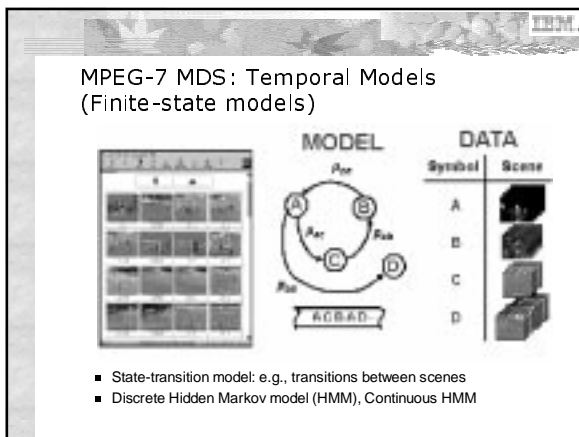 IBM
MPEG-7 MDS: Temporal Models
(Finite-state models)
MODEL
DATA
Symbol Scene
A
B
C
D
A
B
C
D
ACBAD
State-transition model: e.g., transitions between scenes
Discrete Hidden Markov model (HMM), Continuous HMM